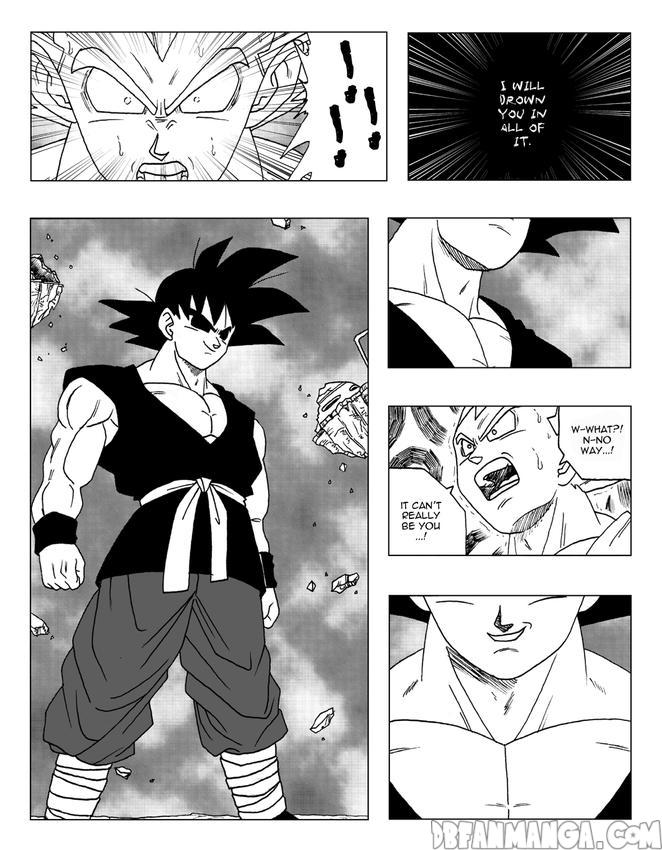 ! ! !
I WILL
DROWN
YOU IN
ALL OF
IT.
W-WHAT?!
N-NO
WAY...!
IT CAN'T
REALLY
BE YOU
...!
DBFANMANGA.COM